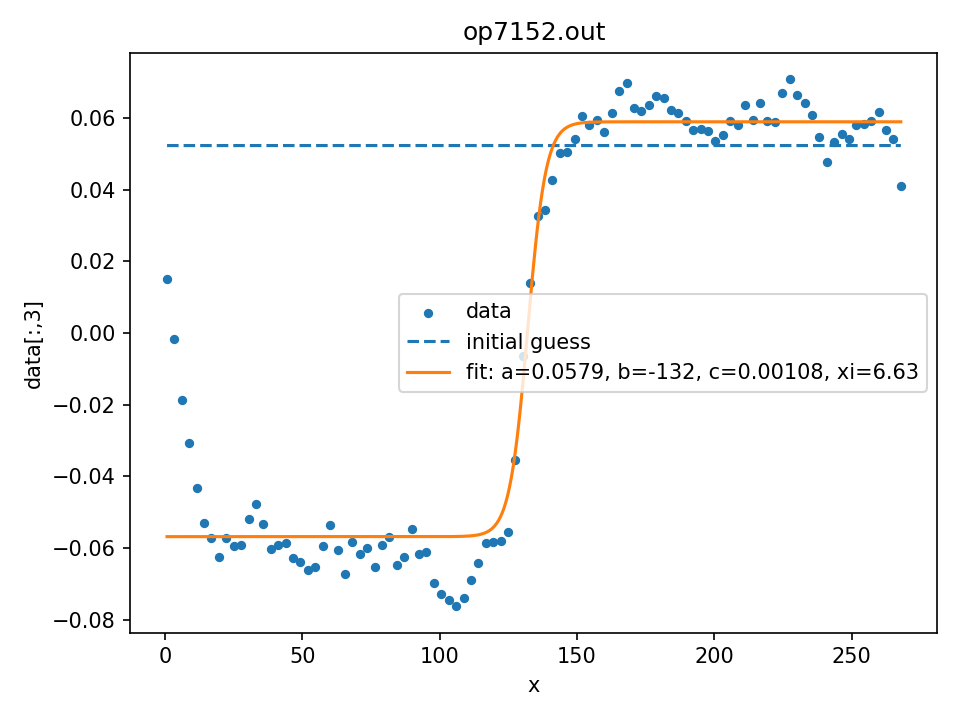 op7152.out
0.06
0.04
0.02
0.00
−0.02
−0.04
−0.06
−0.08
data[:,3]
data
initial guess
fit: a=0.0579, b=-132, c=0.00108, xi=6.63
0 50 100 150 200 250
x